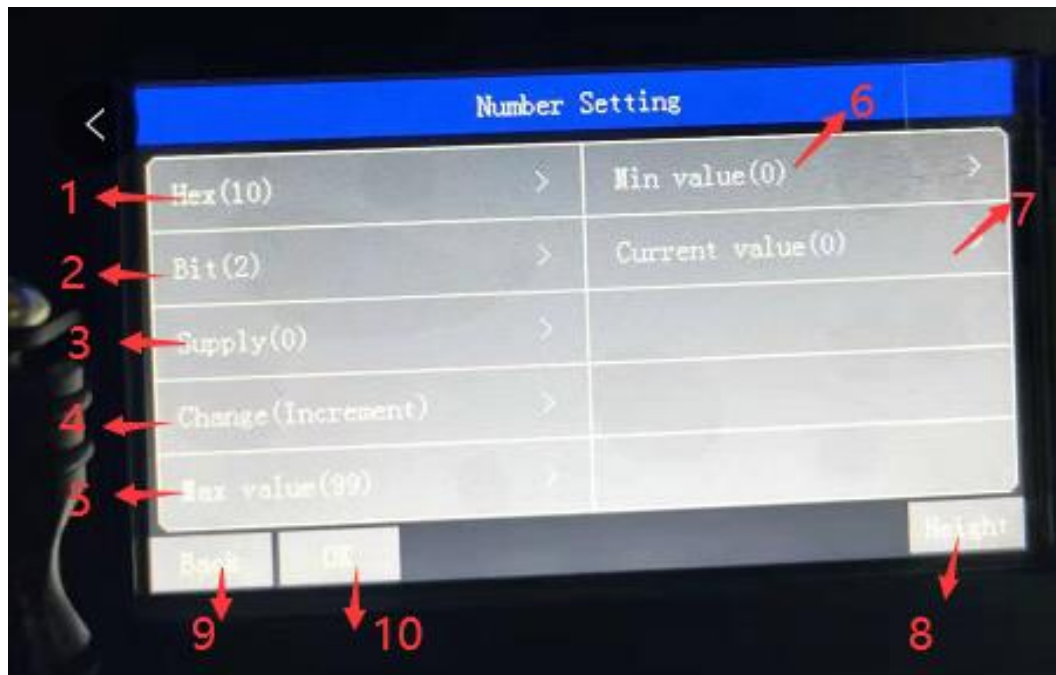 Number Setting
6
1
Hex(10)
>
Min value(0)
>
7
2
Bit(2)
>
Current value(0)
3
Supply(0)
>
4
Change(Increment)
>
5
Max value(99)
>
Back
OK
Height
9
10
8